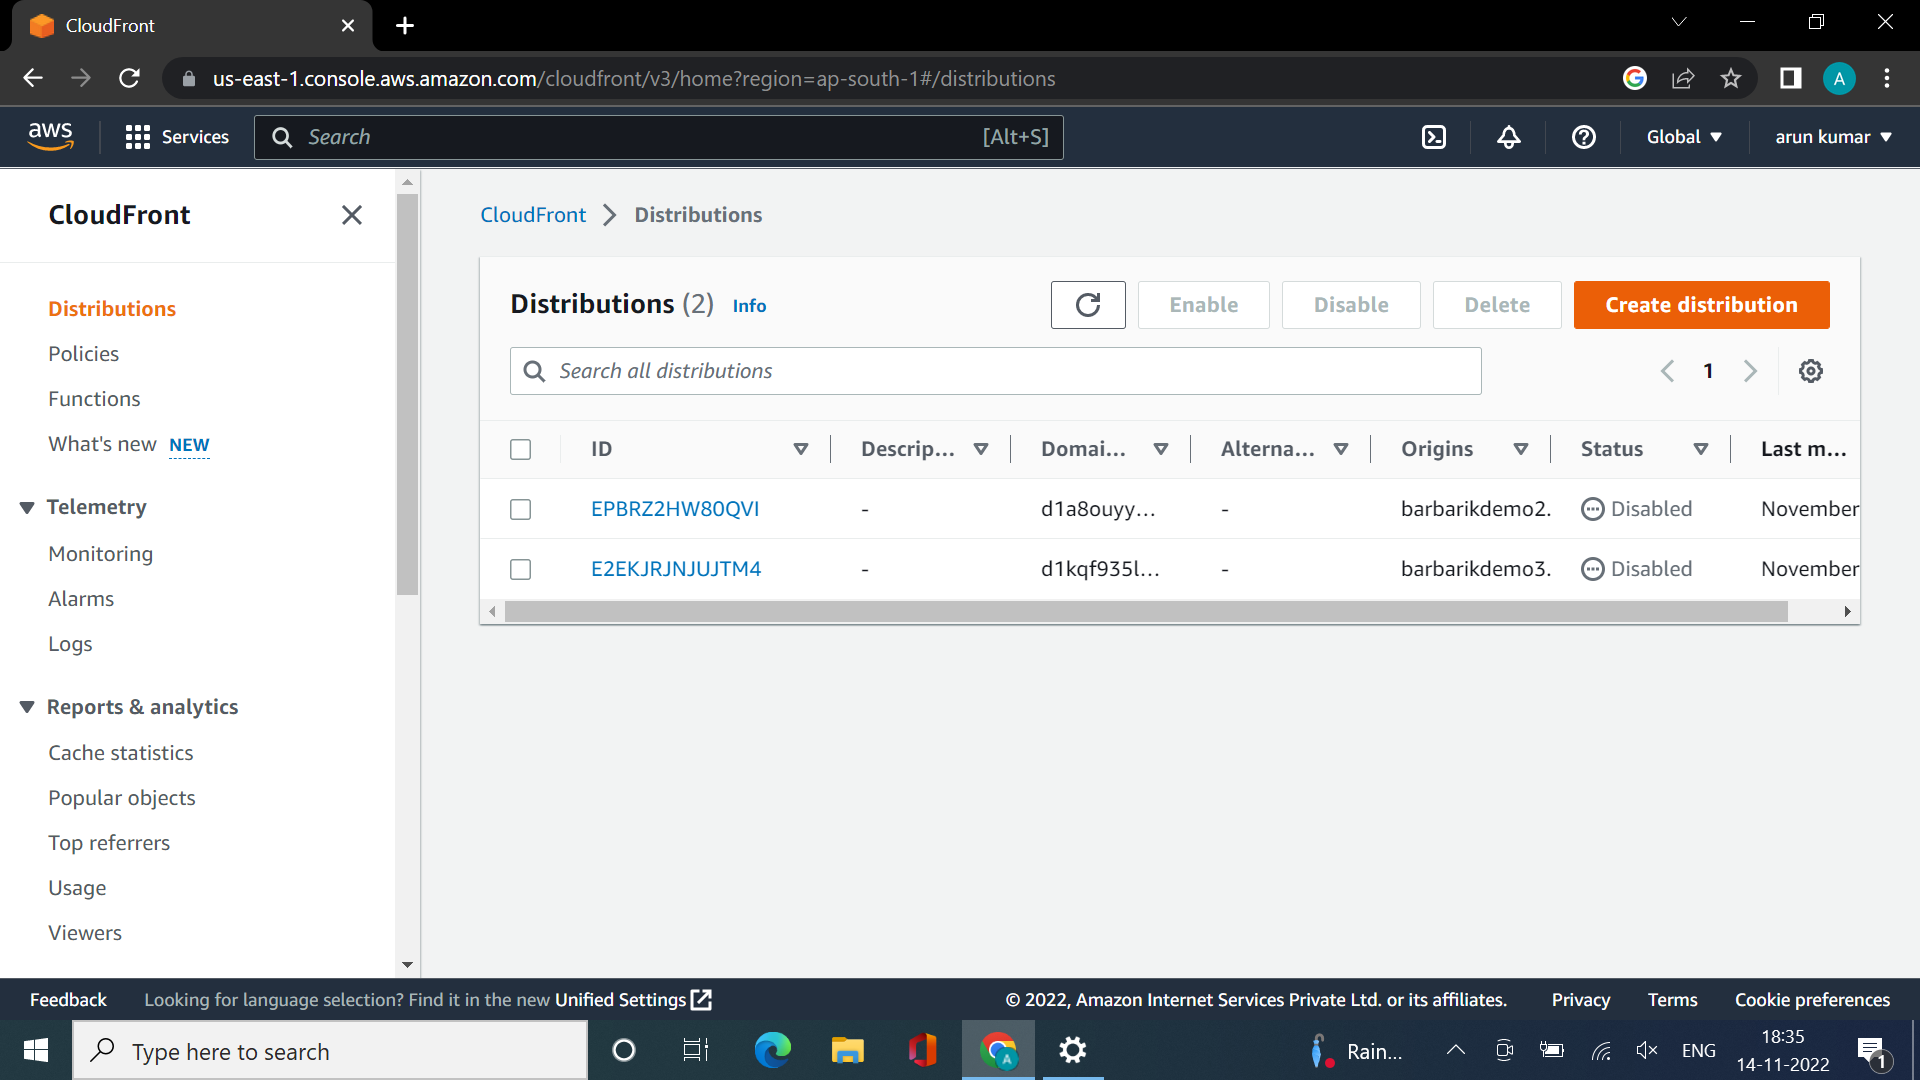 CloudFront
us-east-1.console.aws.amazon.com/cloudfront/v3/home?region=ap-south-1#/distributions
A
aws
Services
Search
[Alt+S]
Global
arun kumar
CloudFront
Distributions
Policies
Functions
What's new NEW
Telemetry
Monitoring
Alarms
Logs
Reports & analytics
Cache statistics
Popular objects
Top referrers
Usage
Viewers
CloudFront > Distributions
Distributions (2) Info
Enable
Disable
Delete
Create distribution
Search all distributions
1
ID Descrip... Domai... Alterna... Origins Status Last m...
EPBRZ2HW80QVI - d1a8ouyy... - barbarikdemo2. Disabled November
E2EKJRJNJUJTM4 - d1kqf935l... - barbarikdemo3. Disabled November
Feedback
Looking for language selection? Find it in the new Unified Settings
© 2022, Amazon Internet Services Private Ltd. or its affiliates.
Privacy
Terms
Cookie preferences
Type here to search
A
Rain...
ENG
18:35
14-11-2022
1